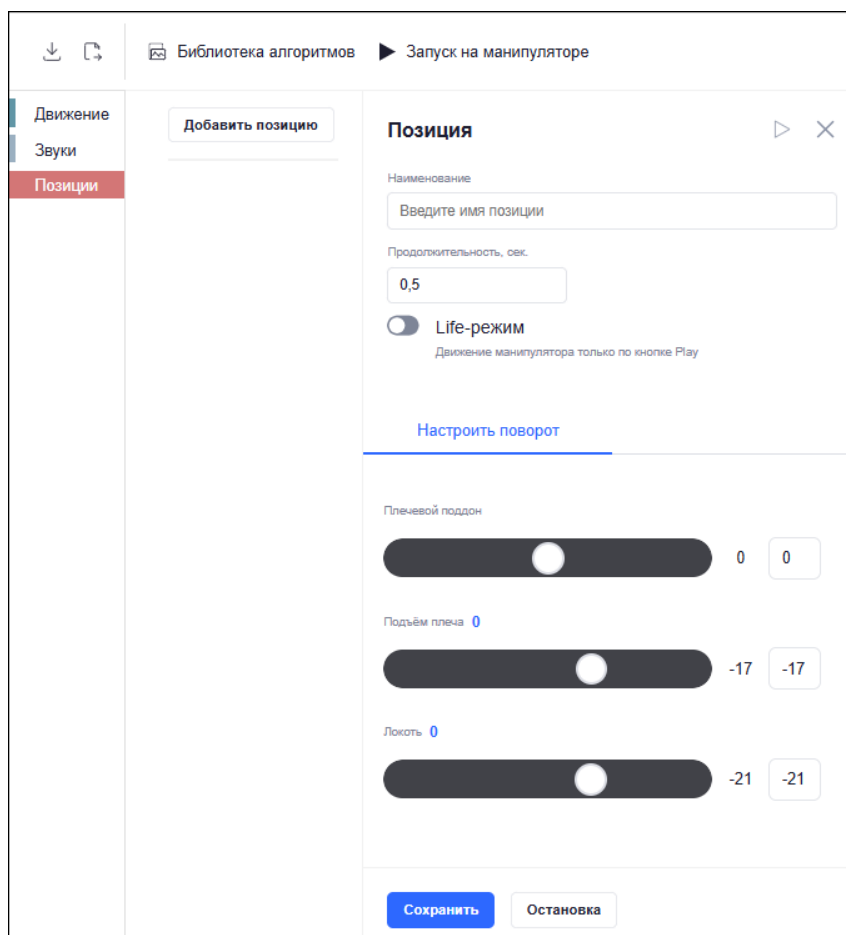 Библиотека алгоритмов
Запуск на манипуляторе
Движение
Звуки
Позиции
Добавить позицию
Позиция
Наименование
Введите имя позиции
Продолжительность, сек.
0,5
Life-режим
Движение манипулятора только по кнопке Play
Настроить поворот
Плечевой поддон
0 0
Подъём плеча 0
-17 -17
Локоть 0
-21 -21
Сохранить
Остановка